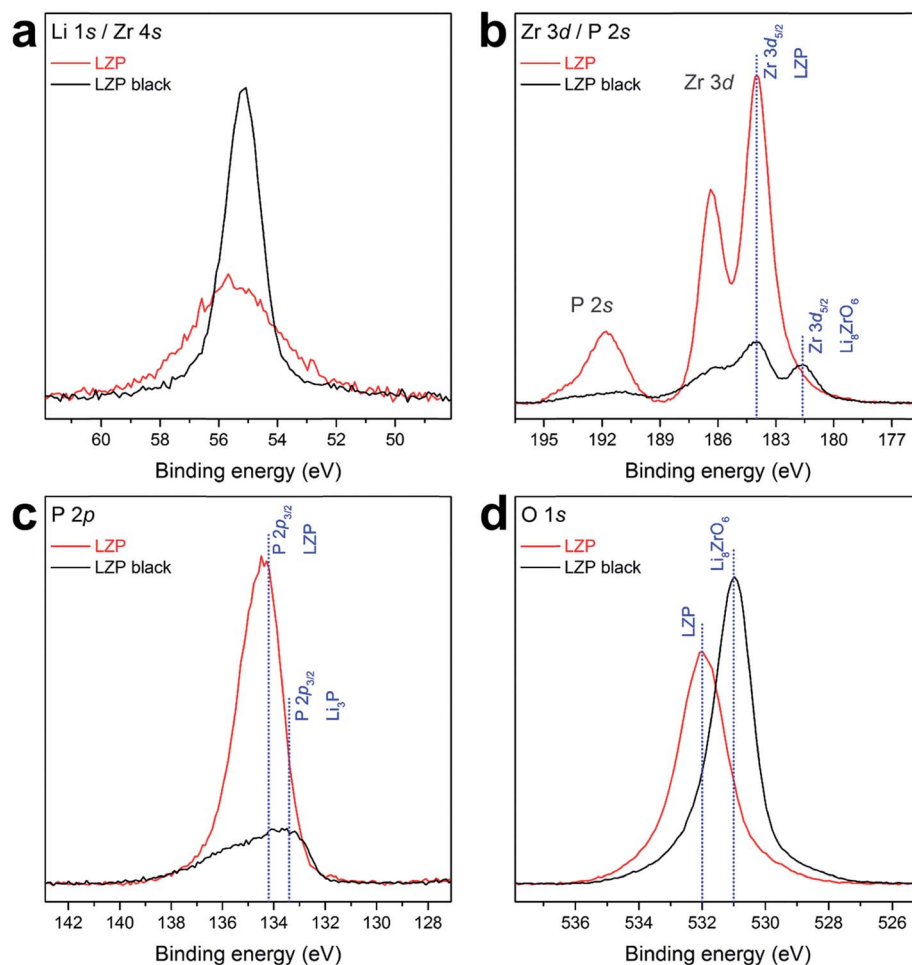 a
Li 1s / Zr 4s
LZP
LZP black
60 58 56 54 52 50
Binding energy (eV)
b
Zr 3d / P 2s
LZP
LZP black
P 2s
Zr 3d
Zr 3d5/2
LZP
Zr 3d5/2
Li8ZrO6
195 192 189 186 183 180 177
Binding energy (eV)
c
P 2p
LZP
LZP black
P 2p3/2
LZP
P 2p3/2
Li3P
142 140 138 136 134 132 130 128
Binding energy (eV)
d
O 1s
LZP
LZP black
LZP
Li8ZrO6
536 534 532 530 528 526
Binding energy (eV)